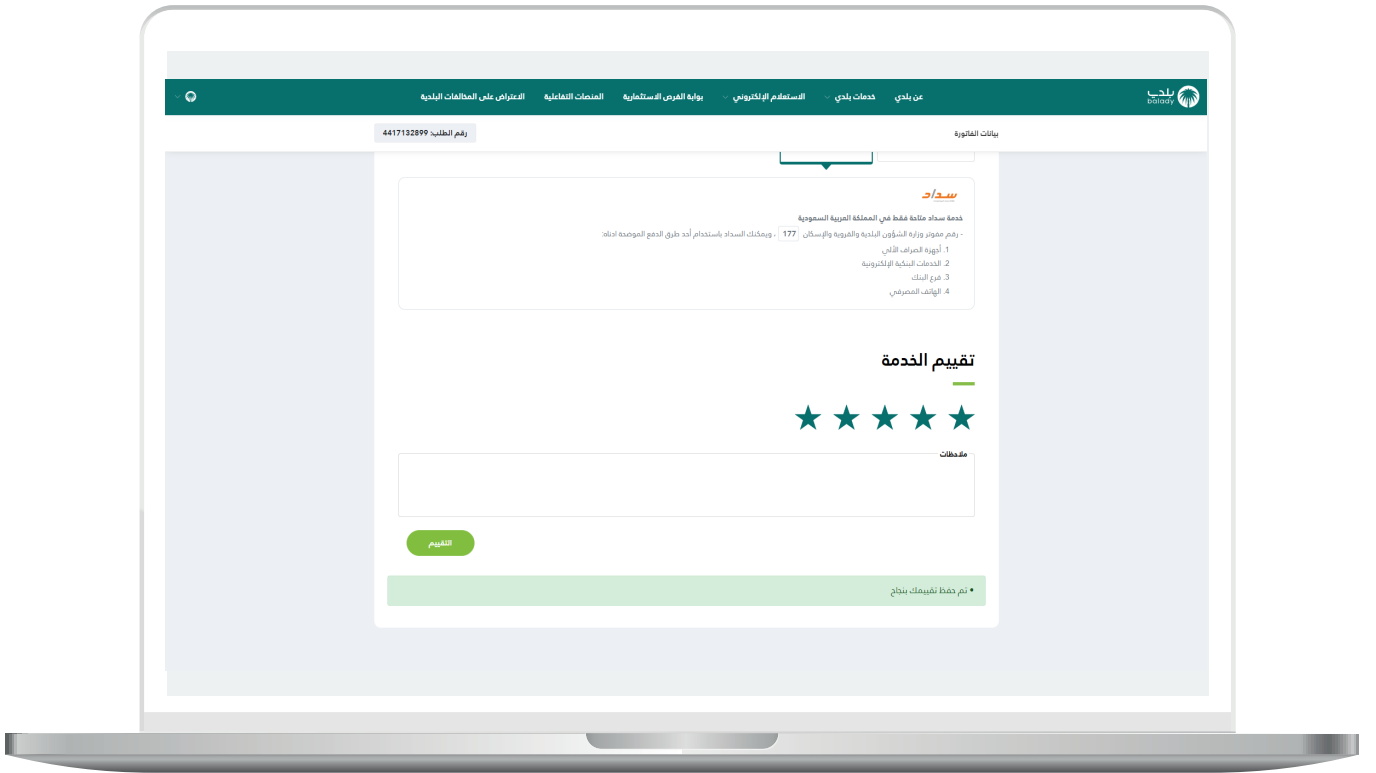 بلدي
balady
عن بلدي
خدمات بلدي
الاستعلام الإلكتروني
بوابة الفرص الاستثمارية
المنصات التفاعلية
الاعتراض على المخالفات البلدية
بيانات الفاتورة
رقم الطلب: 4417132899
سداد
خدمة سداد متاحة فقط في المملكة العربية السعودية
- رقم مفوتر وزارة الشؤون البلدية والقروية والإسكان 177 ، ويمكنك السداد باستخدام أحد طرق الدفع الموضحة ادناه:
1. أجهزة الصراف الألي
2. الخدمات البنكية الإلكترونية
3. فرع البنك
4. الهاتف المصرفي
تقييم الخدمة
ملاحظات
التقييم
• تم حفظ تقييمك بنجاح